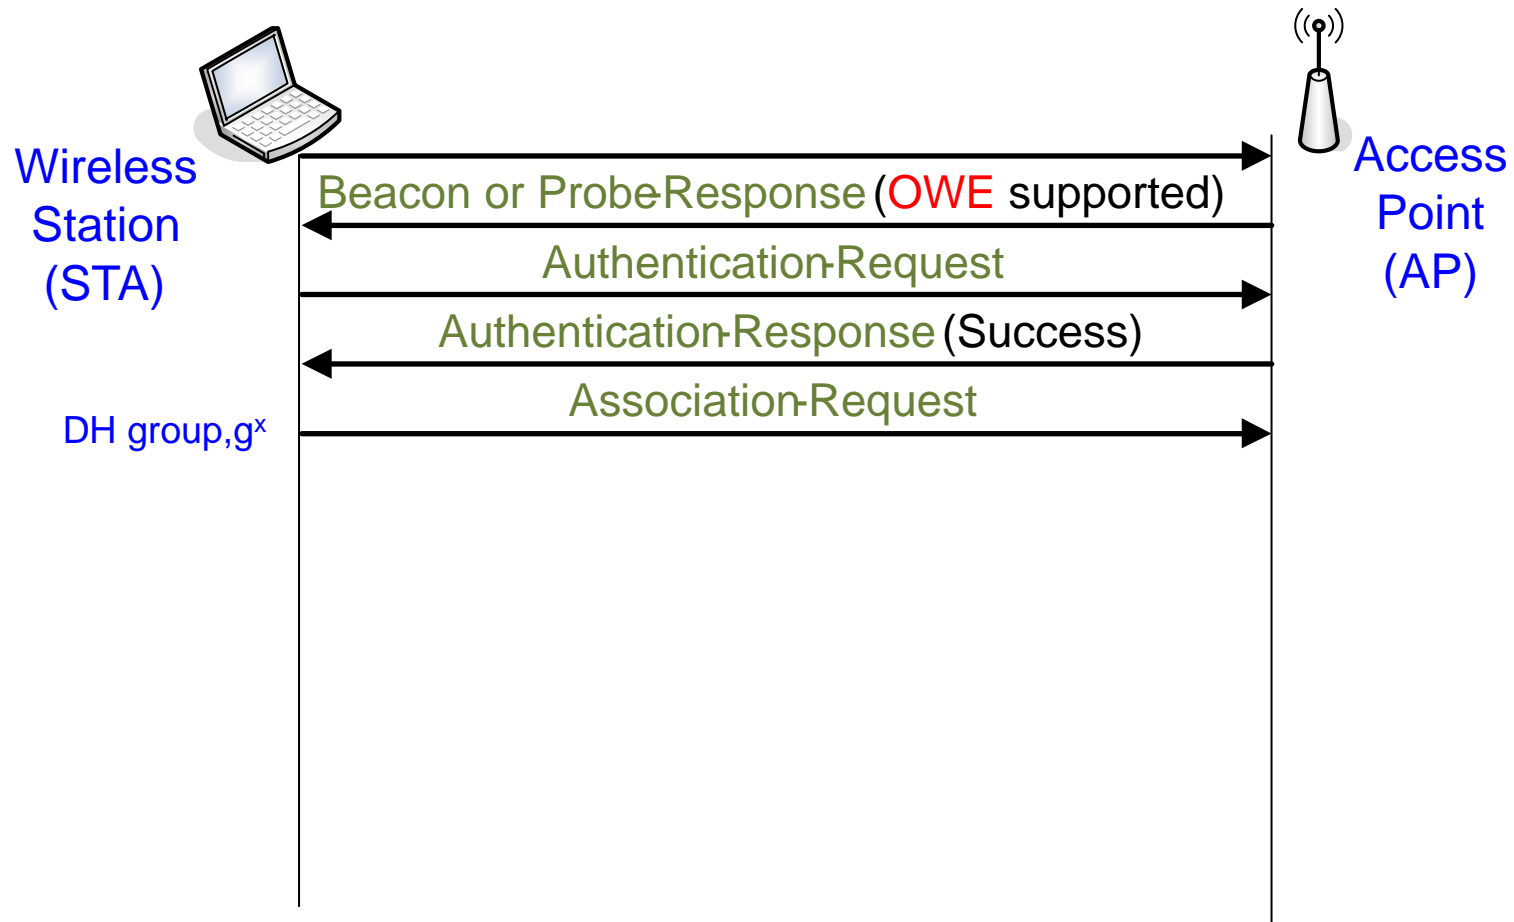 Wireless
Station
(STA)
Access
Point
(AP)
Beacon or Probe-Response (OWE supported)
Authentication-Request
Authentication-Response (Success)
Association-Request
DH group,gˣ